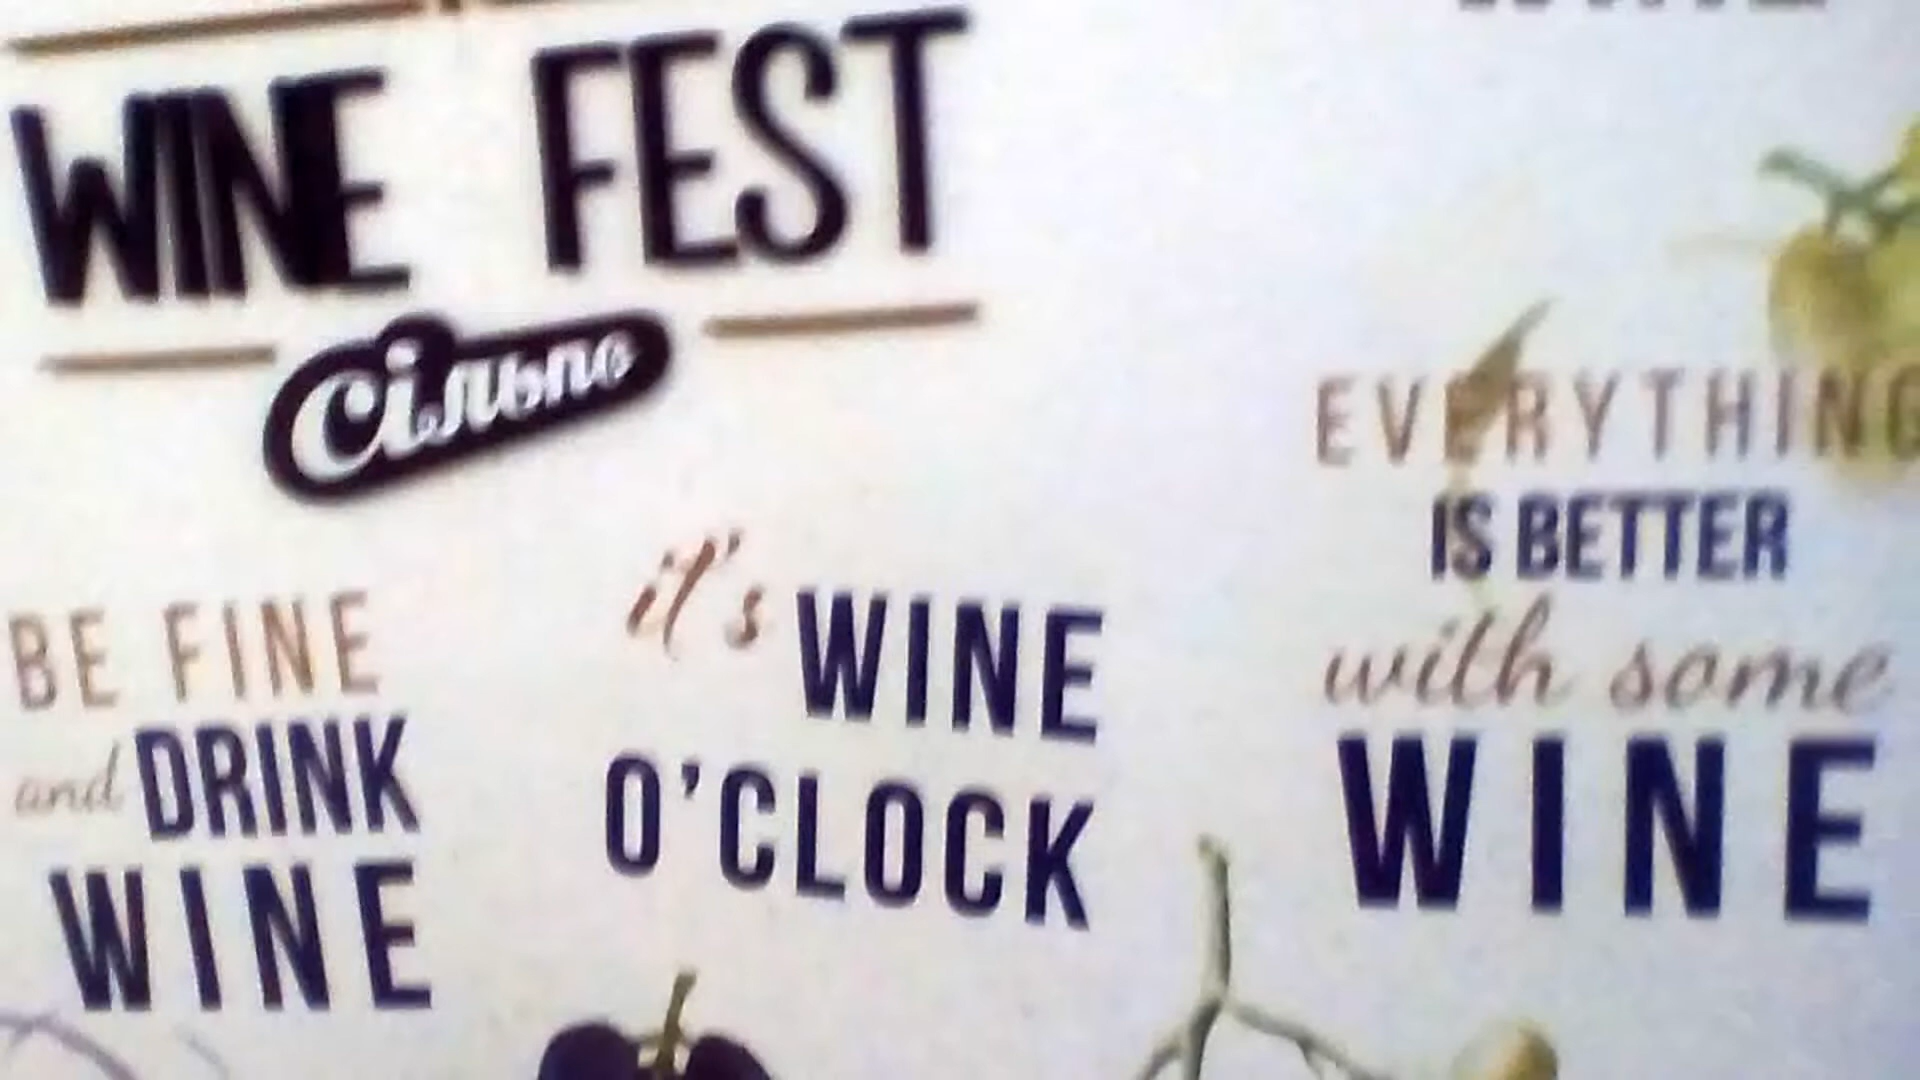 WINE FEST
Сільпо
BE FINE
and DRINK
WINE
it's WINE
O'CLOCK
EVERYTHING
IS BETTER
with some
WINE